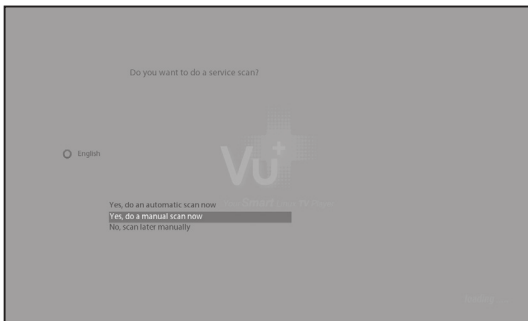 Do you want to do a service scan?
English
Vu+
Yes, do an automatic scan now
Smart
Yes, do a manual scan now
No, scan later manually